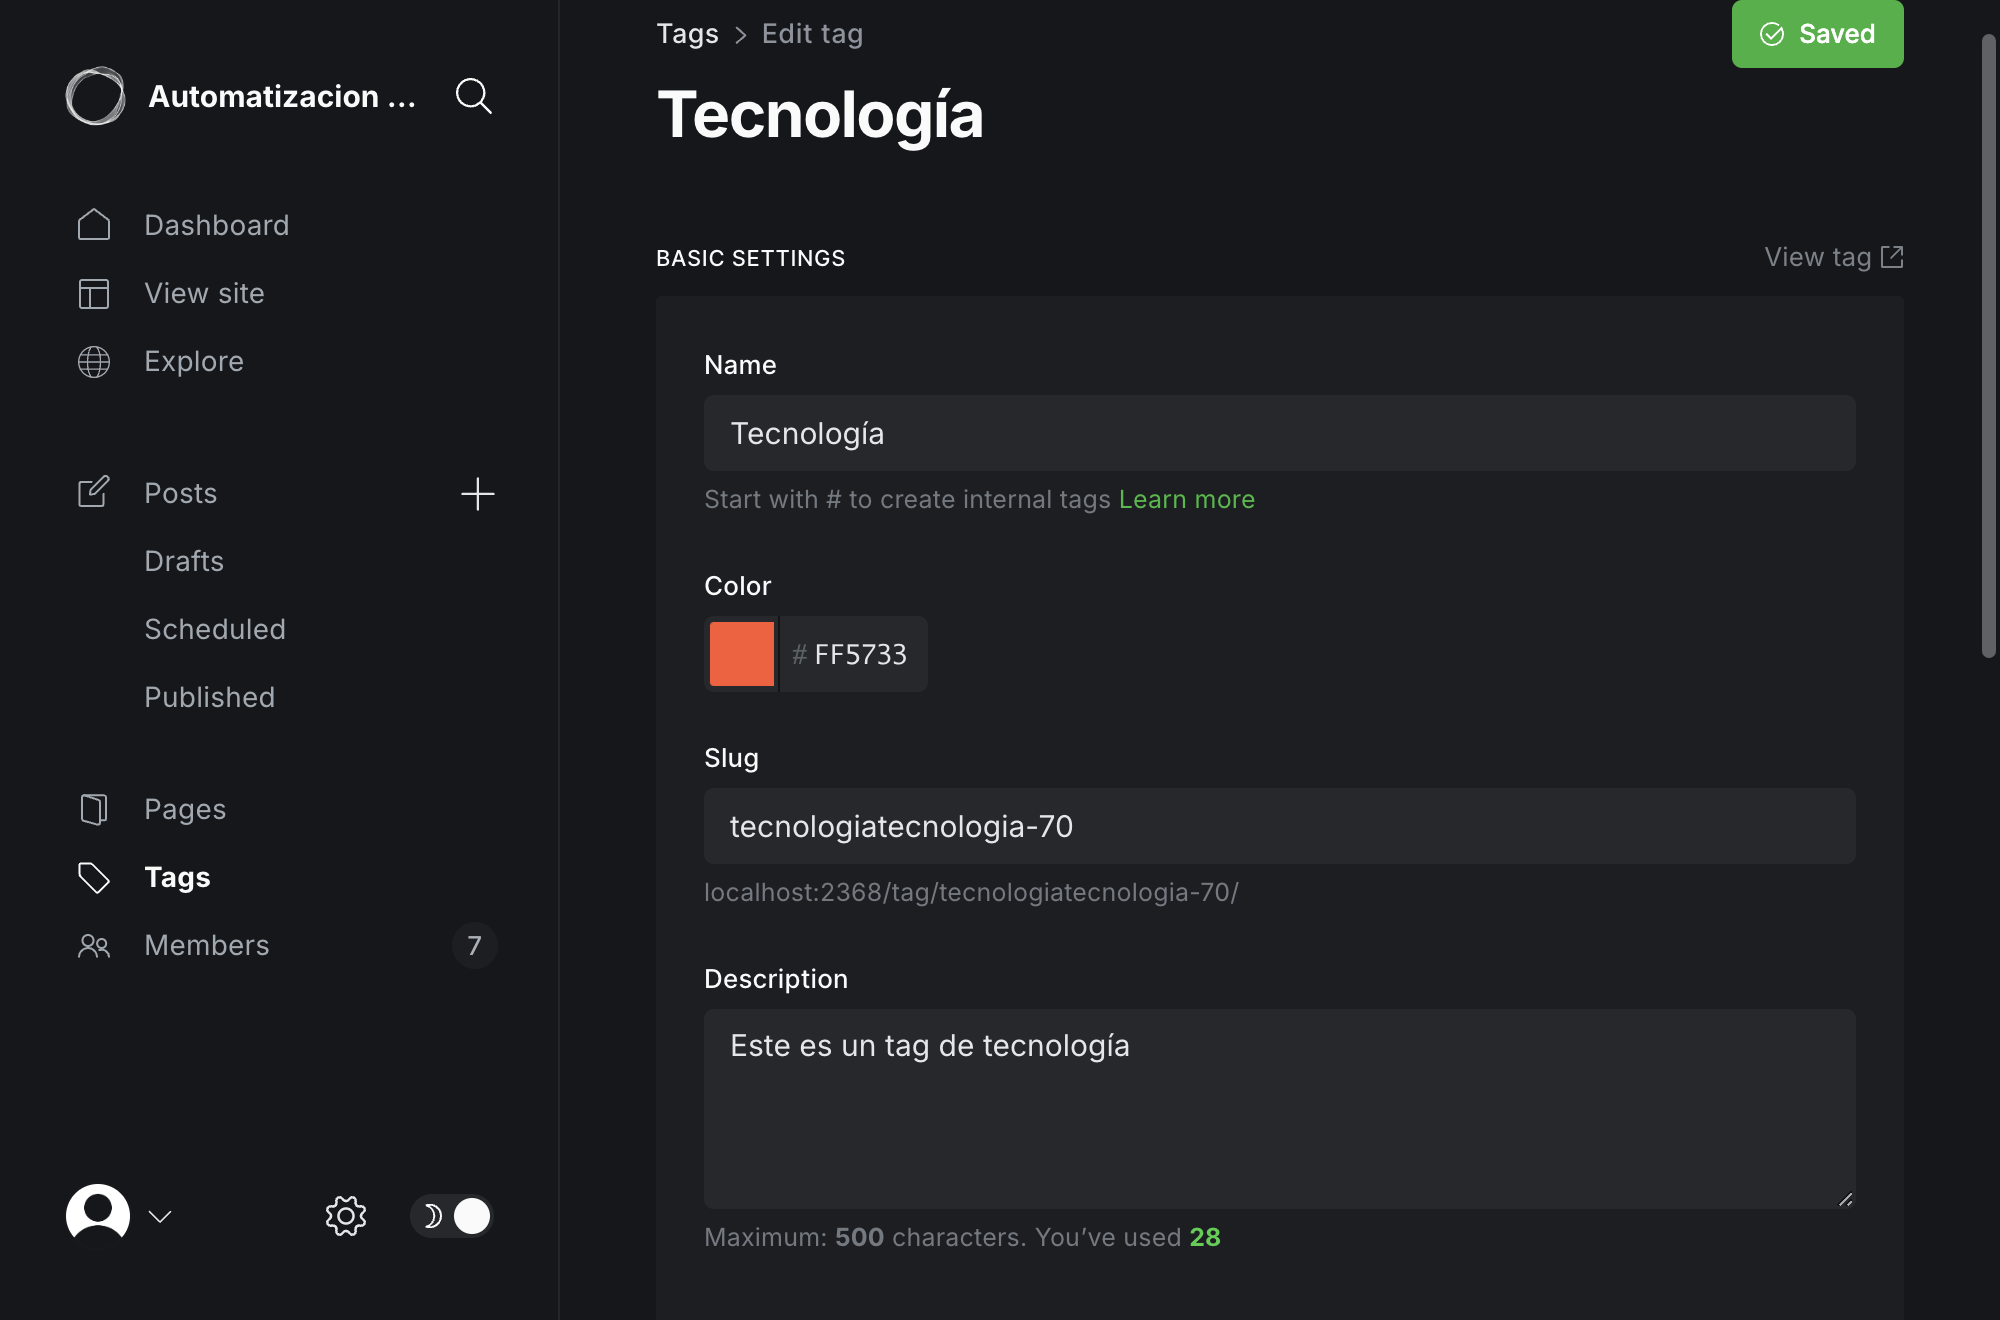 Automatizacion ...
Dashboard
View site
Explore
Posts
Drafts
Scheduled
Published
Pages
Tags
Members 7
Tags > Edit tag
Saved
Tecnología
BASIC SETTINGS
View tag
Name
Tecnología
Start with # to create internal tags Learn more
Color
# FF5733
Slug
tecnologiatecnologia-70
localhost:2368/tag/tecnologiatecnologia-70/
Description
Este es un tag de tecnología
Maximum: 500 characters. You’ve used 28